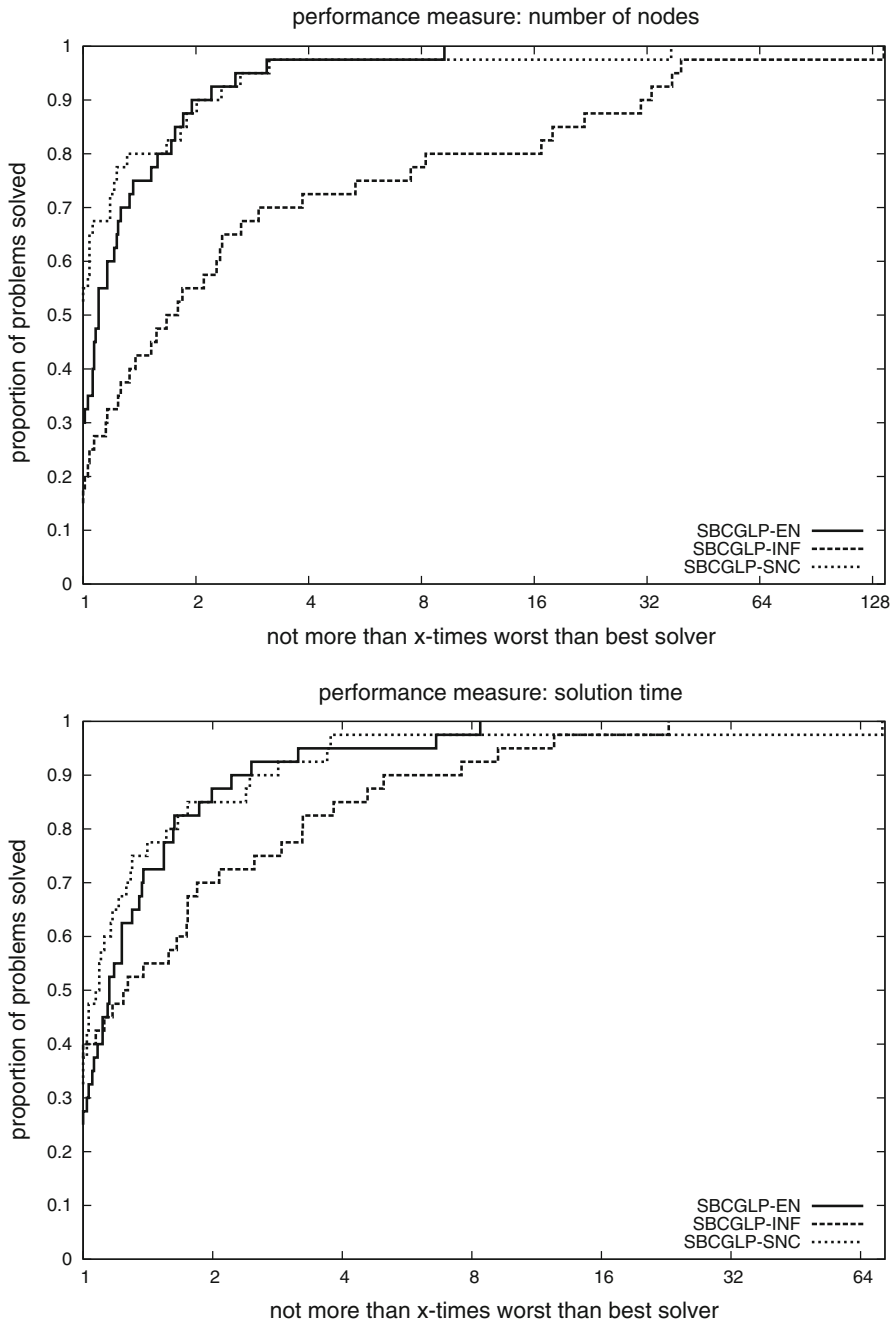 performance measure: number of nodes
1
0.9
0.8
0.7
0.6
0.5
0.4
0.3
0.2
0.1
0
proportion of problems solved
SBCGLP-EN
SBCGLP-INF
SBCGLP-SNC
1 2 4 8 16 32 64 128
not more than x-times worst than best solver
performance measure: solution time
1
0.9
0.8
0.7
0.6
0.5
0.4
0.3
0.2
0.1
0
proportion of problems solved
SBCGLP-EN
SBCGLP-INF
SBCGLP-SNC
1 2 4 8 16 32 64
not more than x-times worst than best solver